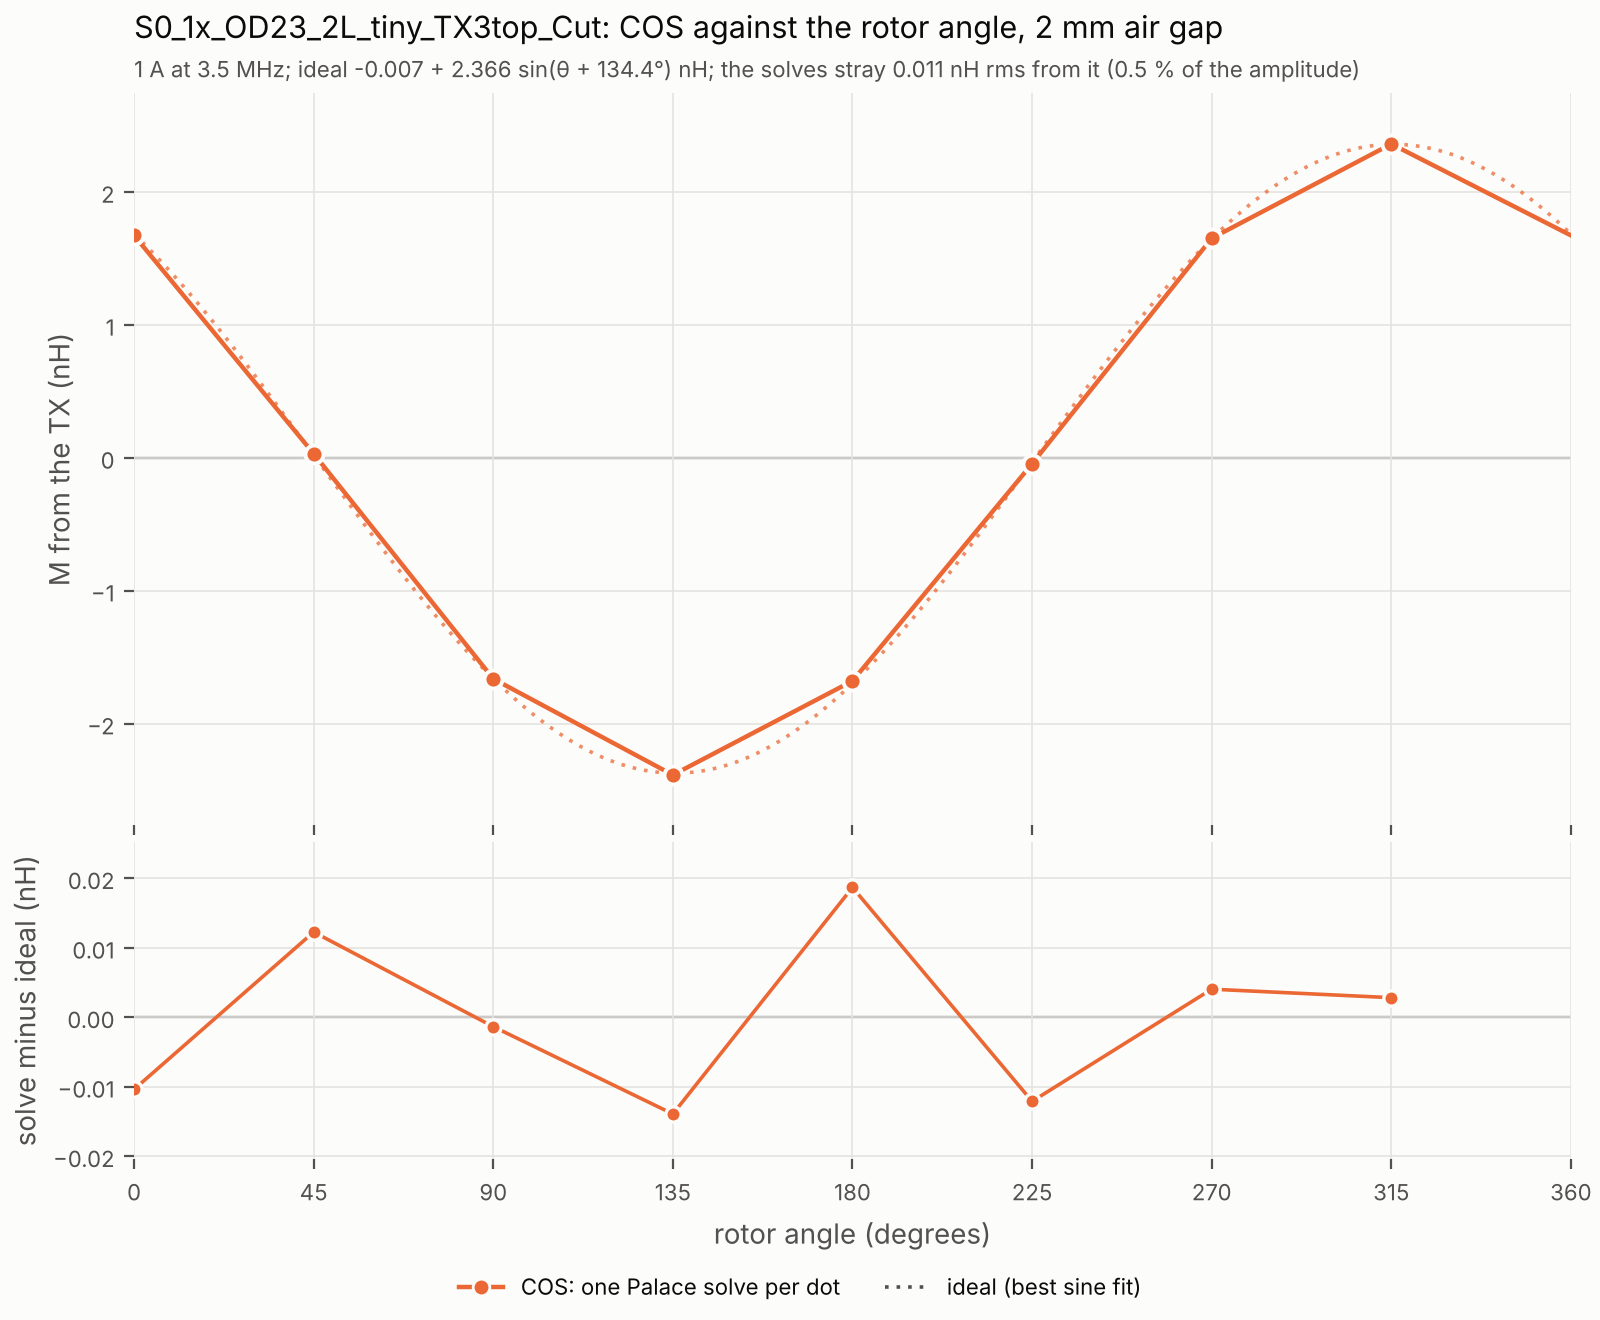 S0_1x_OD23_2L_tiny_TX3top_Cut: COS against the rotor angle, 2 mm air gap
1 A at 3.5 MHz; ideal -0.007 + 2.366 sin(θ + 134.4°) nH; the solves stray 0.011 nH rms from it (0.5 % of the amplitude)
M from the TX (nH)
2
1
0
−1
−2
solve minus ideal (nH)
0.02
0.01
0.00
−0.01
−0.02
0 45 90 135 180 225 270 315 360
rotor angle (degrees)
COS: one Palace solve per dot ideal (best sine fit)